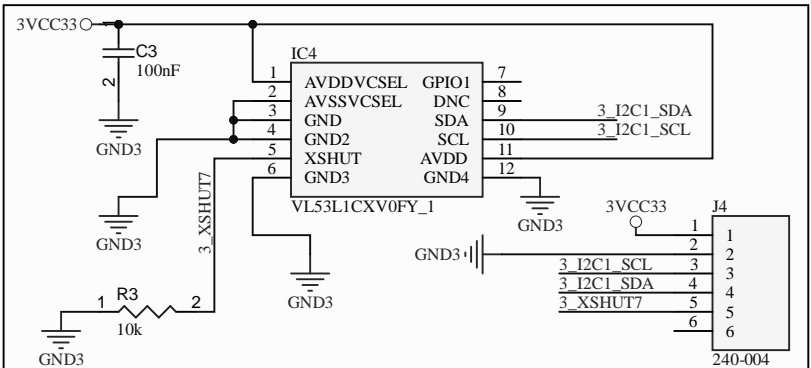 3VCC33
C3
100nF
2
GND3
IC4
1 AVDDVCSEL GPIO1 7
2 AVSSVCSEL DNC 8
3 GND SDA 9 3_I2C1_SDA
4 GND2 SCL 10 3_I2C1_SCL
5 XSHUT AVDD 11
6 GND3 GND4 12
VL53L1CXV0FY_1
GND3
GND3
GND3
3_XSHUT7
1 R3 2
10k
GND3
3VCC33
J4
1 1
GND3 2 2
3_I2C1_SCL 3 3
3_I2C1_SDA 4 4
3_XSHUT7 5 5
6 6
240-004